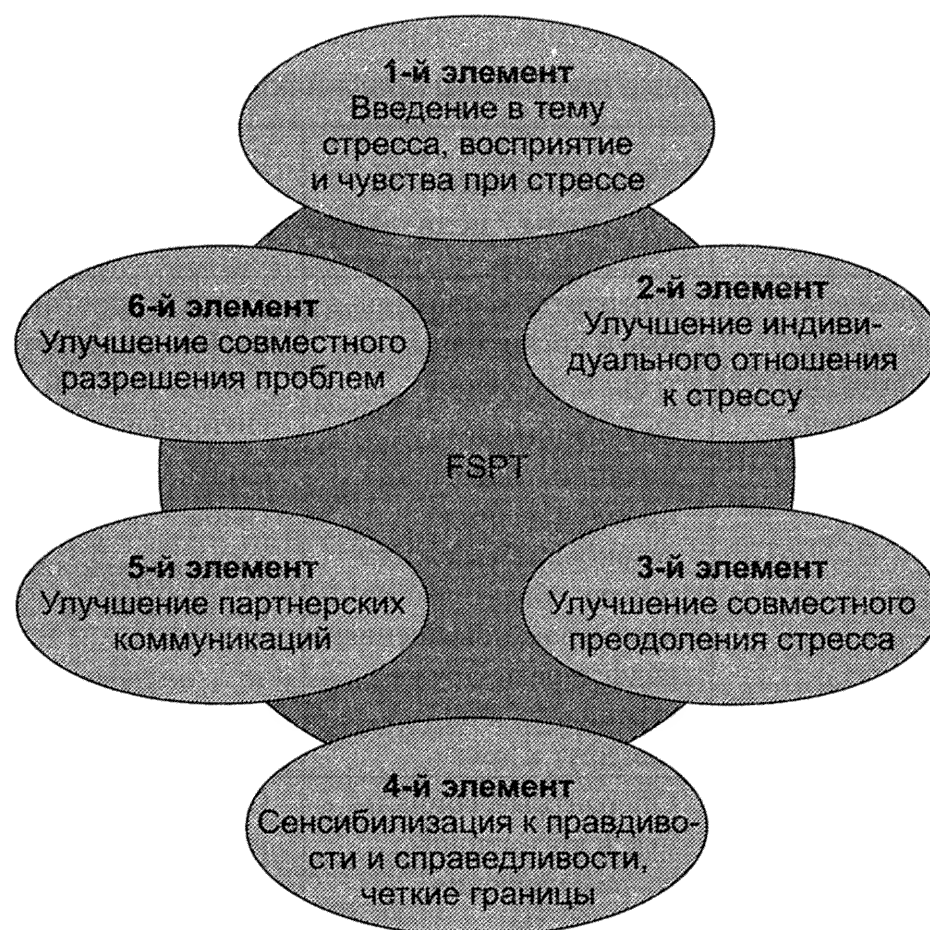 1-й элемент
Введение в тему
стресса, восприятие
и чувства при стрессе
2-й элемент
Улучшение индиви-
дуального отношения
к стрессу
3-й элемент
Улучшение совместного
преодоления стресса
4-й элемент
Сенсибилизация к правдиво-
сти и справедливости,
четкие границы
5-й элемент
Улучшение партнерских
коммуникаций
6-й элемент
Улучшение совместного
разрешения проблем
FSPT